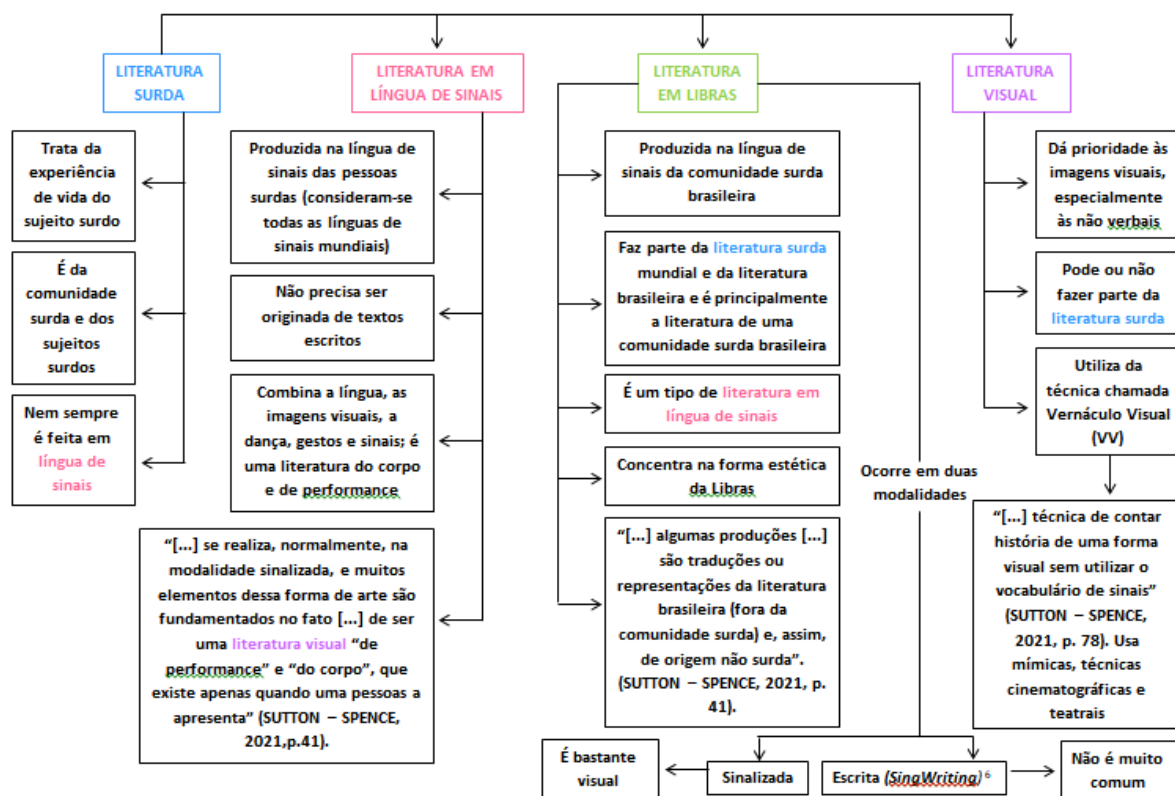 LITERATURA
SURDA
Trata da
experiência
de vida do
sujeito surdo
É da
comunidade
surda e dos
sujeitos
surdos
Nem sempre
é feita em
língua de
sinais
LITERATURA EM
LÍNGUA DE SINAIS
Produzida na língua de
sinais das pessoas
surdas (consideram-se
todas as línguas de
sinais mundiais)
Não precisa ser
originada de textos
escritos
Combina a língua, as
imagens visuais, a
dança, gestos e sinais; é
uma literatura do corpo
e de performance
“[...] se realiza, normalmente, na
modalidade sinalizada, e muitos
elementos dessa forma de arte são
fundamentados no fato [...] de ser
uma literatura visual “de
performance” e “do corpo”, que
existe apenas quando uma pessoas a
apresenta” (SUTTON – SPENCE,
2021,p.41).
LITERATURA
EM LIBRAS
Produzida na língua de
sinais da comunidade surda
brasileira
Faz parte da literatura surda
mundial e da literatura
brasileira e é principalmente
a literatura de uma
comunidade surda brasileira
É um tipo de literatura em
língua de sinais
Concentra na forma estética
da Libras
“[...] algumas produções [...]
são traduções ou
representações da literatura
brasileira (fora da
comunidade surda) e, assim,
de origem não surda”.
(SUTTON – SPENCE, 2021, p.
41).
Ocorre em duas
modalidades
É bastante
visual
Sinalizada
Escrita (SingWriting)⁶
Não é muito
comum
LITERATURA
VISUAL
Dá prioridade às
imagens visuais,
especialmente
às não verbais
Pode ou não
fazer parte da
literatura surda
Utiliza da
técnica chamada
Vernáculo Visual
(VV)
“[...] técnica de contar
história de uma forma
visual sem utilizar o
vocabulário de sinais”
(SUTTON – SPENCE,
2021, p. 78). Usa
mímicas, técnicas
cinematográficas e
teatrais